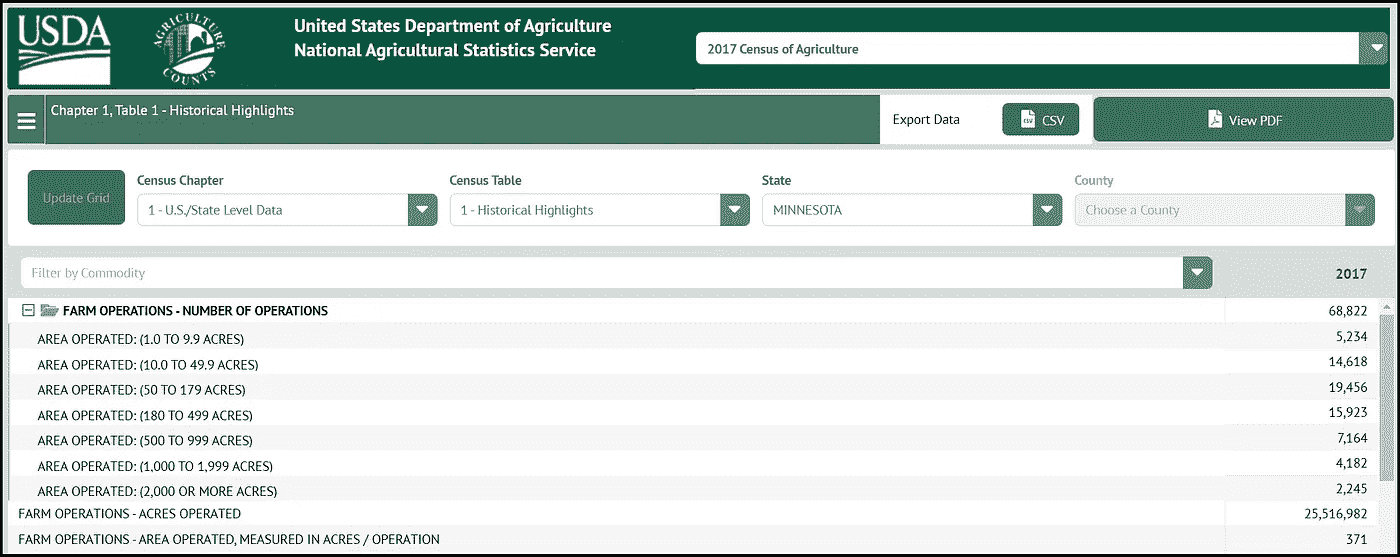 USDA
AGRICULTURE
COUNTS
United States Department of Agriculture
National Agricultural Statistics Service
2017 Census of Agriculture
Chapter 1, Table 1 - Historical Highlights
Export Data
CSV
CSV
View PDF
Update Grid
Census Chapter
1 - U.S./State Level Data
Census Table
1 - Historical Highlights
State
MINNESOTA
County
Choose a County
Filter by Commodity
2017
FARM OPERATIONS - NUMBER OF OPERATIONS 68,822
AREA OPERATED: (1.0 TO 9.9 ACRES) 5,234
AREA OPERATED: (10.0 TO 49.9 ACRES) 14,618
AREA OPERATED: (50 TO 179 ACRES) 19,456
AREA OPERATED: (180 TO 499 ACRES) 15,923
AREA OPERATED: (500 TO 999 ACRES) 7,164
AREA OPERATED: (1,000 TO 1,999 ACRES) 4,182
AREA OPERATED: (2,000 OR MORE ACRES) 2,245
FARM OPERATIONS - ACRES OPERATED 25,516,982
FARM OPERATIONS - AREA OPERATED, MEASURED IN ACRES / OPERATION 371